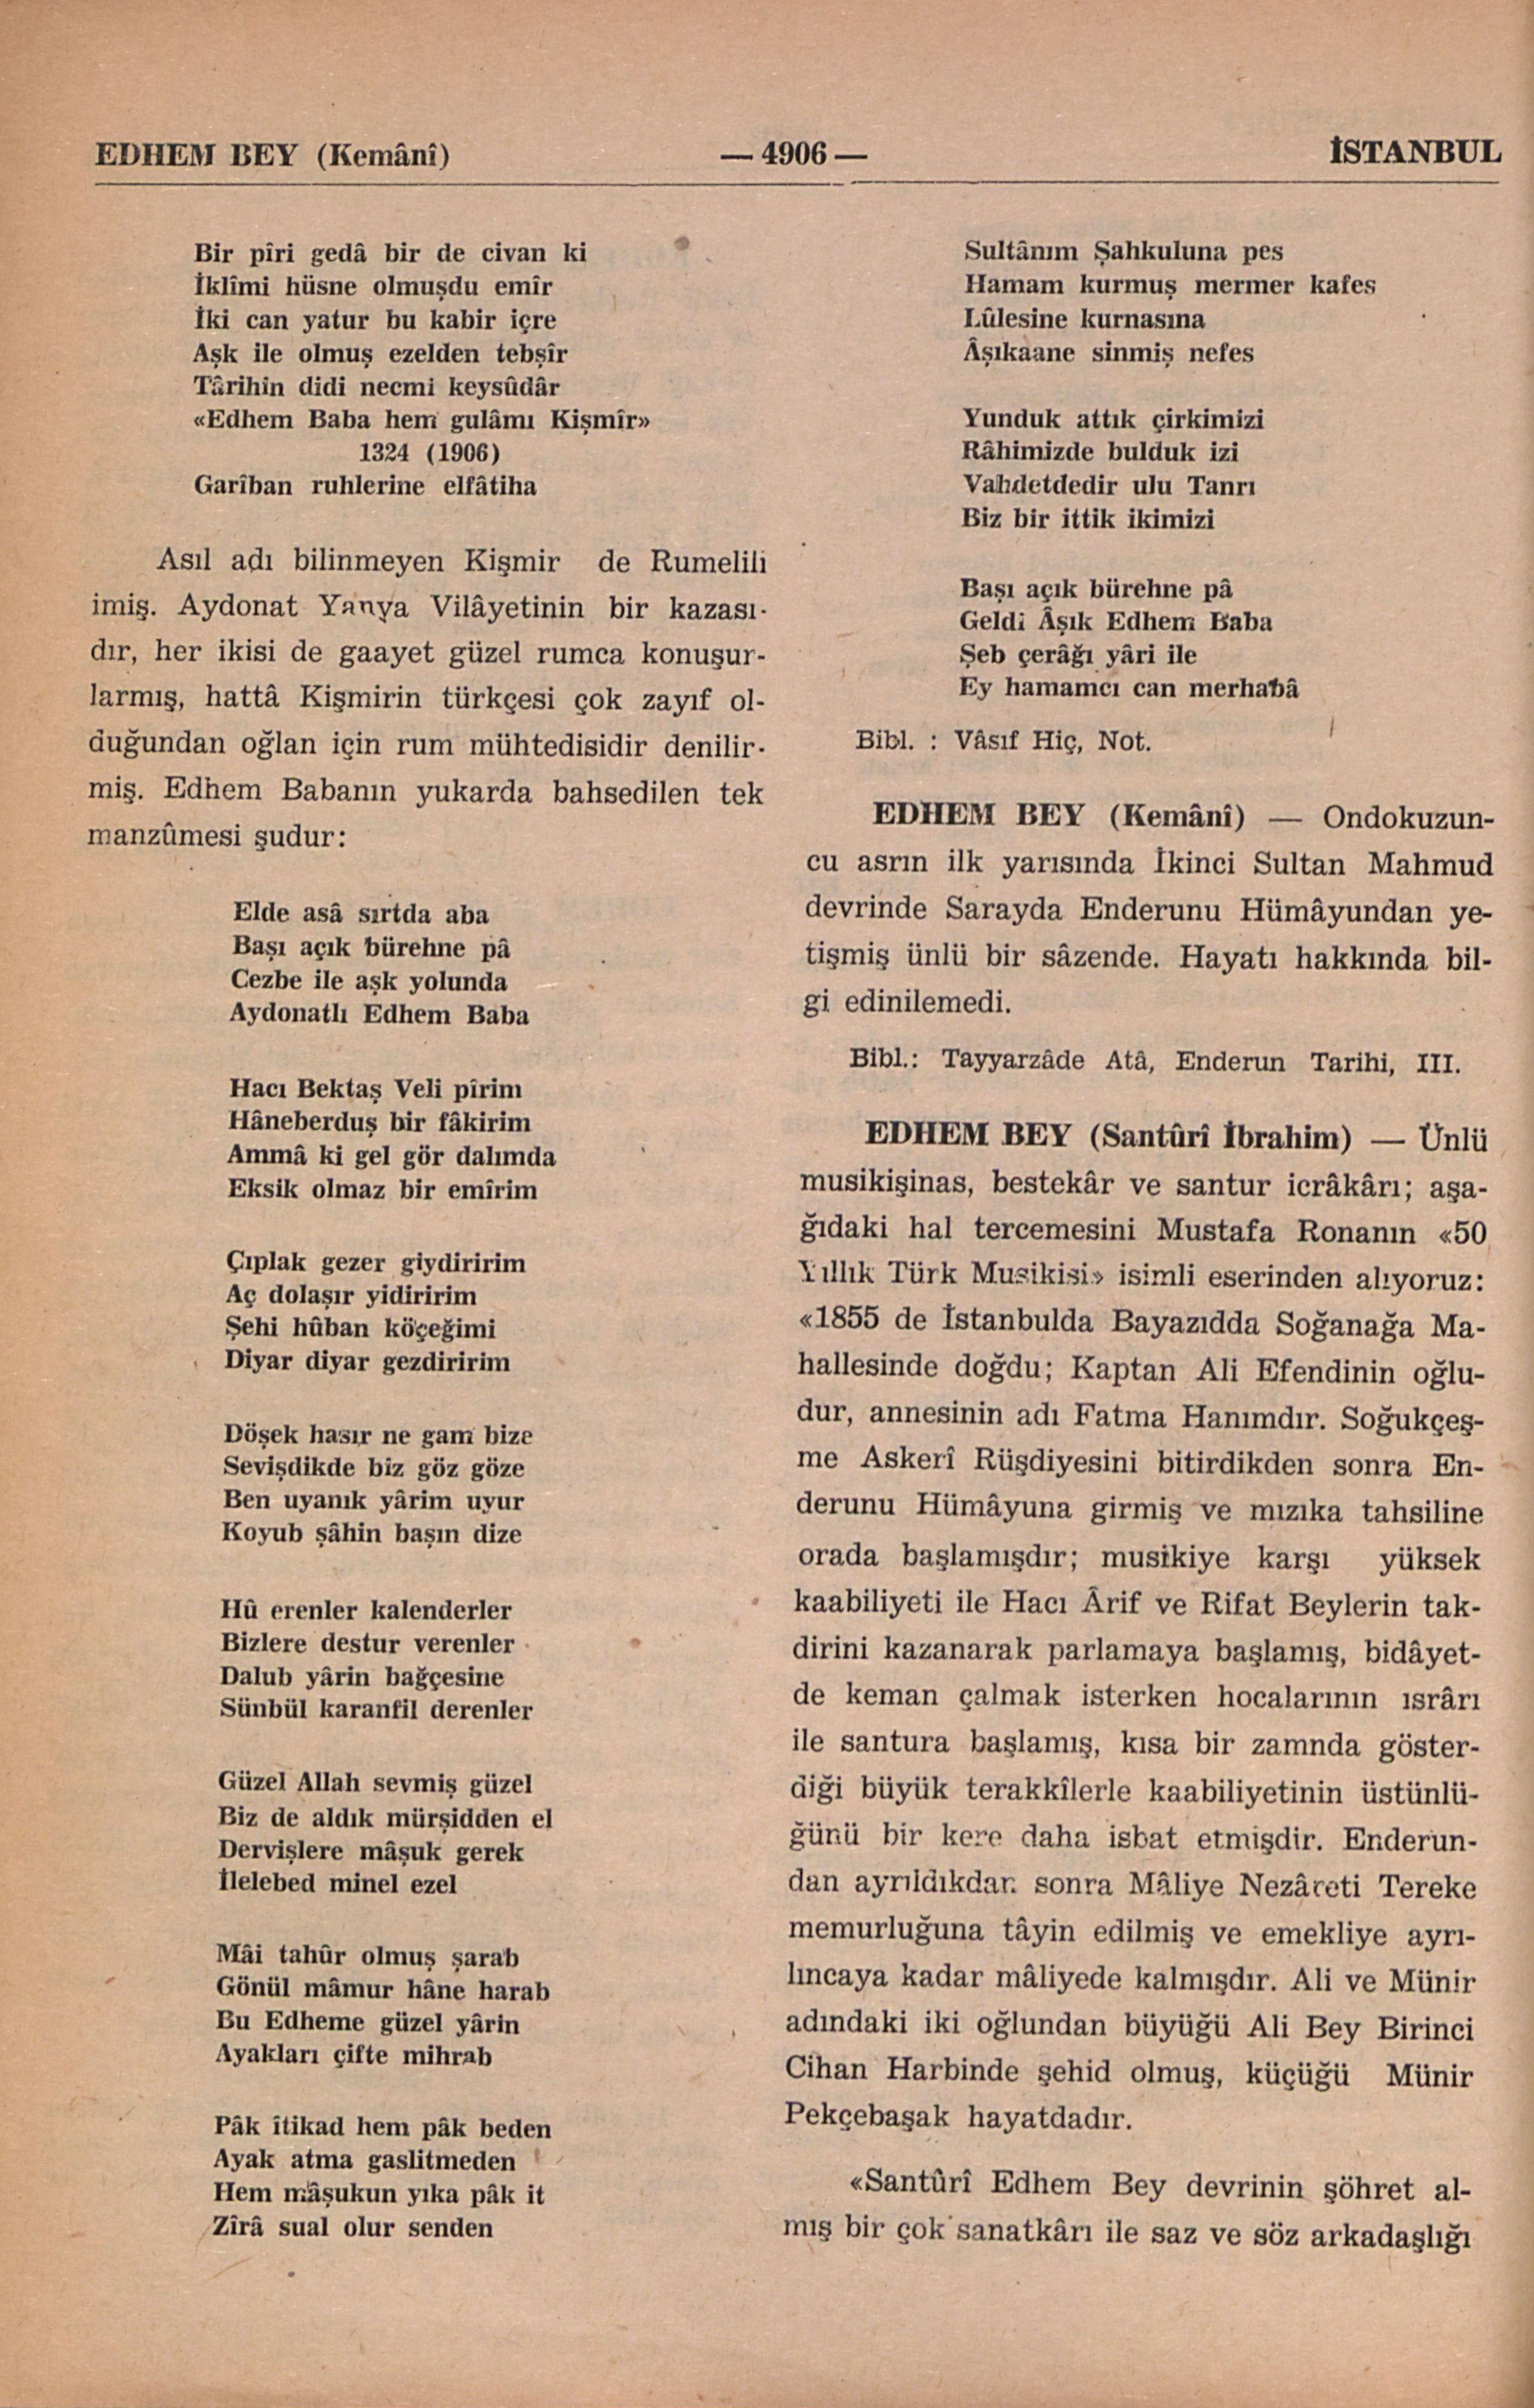 EDHEM BEY (Kemânî)
— 4906 —
İSTANBUL
Bir pîri gedâ bir de civan ki
İklîmi hüsne olmuşdu emîr
İki can yatur bu kabir içre
Aşk ile olmuş ezelden tebşîr
Târihin didi necmi keysûdâr
«Edhem Baba hem gulâmı Kişmîr»
1324 (1906)
Garîban ruhlerine elfâtiha
Asıl adı bilinmeyen Kişmir de Rumelili
imiş. Aydonat Yanya Vilâyetinin bir kazası-
dır, her ikisi de gaayet güzel rumca konuşur-
larmış, hattâ Kişmirin türkçesi çok zayıf ol-
duğundan oğlan için rum mühtedisidir denilir-
miş. Edhem Babanın yukarda bahsedilen tek
manzûmesi şudur:
Elde asâ sırtda aba
Başı açık bürehne pâ
Cezbe ile aşk yolunda
Aydonatlı Edhem Baba
Hacı Bektaş Veli pîrim
Hâneberduş bir fâkirim
Ammâ ki gel gör dalımda
Eksik olmaz bir emîrim
Çıplak gezer giydiririm
Aç dolaşır yidiririm
Şehi hûban köçeğimi
Diyar diyar gezdiririm
Döşek hasır ne gam bize
Sevişdikde biz göz göze
Ben uyanık yârim uyur
Koyub şâhin başın dize
Hû erenler kalenderler
Bizlere destur verenler
Dalub yârin bağçesine
Sünbül karanfil derenler
Güzel Allah sevmiş güzel
Biz de aldık mürşidden el
Dervişlere mâşuk gerek
İlelebed minel ezel
Mâi tahûr olmuş şarab
Gönül mâmur hâne harab
Bu Edheme güzel yârin
Ayakları çifte mihrab
Pâk îtikad hem pâk beden
Ayak atma gaslitmeden
Hem mâşukun yıka pâk it
Zîrâ sual olur senden
Sultânım Şahkuluna pes
Hamam kurmuş mermer kafes
Lûlesine kurnasına
Âşıkaane sinmiş nefes
Yunduk attık çirkimizi
Râhimizde bulduk izi
Vahdetdedir ulu Tanrı
Biz bir ittik ikimizi
Başı açık bürehne pâ
Geldi Âşık Edhem Baba
Şeb çerâğı yâri ile
Ey hamamcı can merhabâ
Bibl. : Vâsıf Hiç, Not.
EDHEM BEY (Kemânî) — Ondokuzun-
cu asrın ilk yarısında İkinci Sultan Mahmud
devrinde Sarayda Enderunu Hümâyundan ye-
tişmiş ünlü bir sâzende. Hayatı hakkında bil-
gi edinilemedi.
Bibl.: Tayyarzâde Atâ, Enderun Tarihi, III.
EDHEM BEY (Santûrî İbrahim) — Ünlü
musikişinas, bestekâr ve santur icrâkârı; aşa-
ğıdaki hal tercemesini Mustafa Ronanın «50
Yıllık Türk Musikisi» isimli eserinden alıyoruz:
«1855 de İstanbulda Bayazıdda Soğanağa Ma-
hallesinde doğdu; Kaptan Ali Efendinin oğlu-
dur, annesinin adı Fatma Hanımdır. Soğukçeş-
me Askerî Rüşdiyesini bitirdikden sonra En-
derunu Hümâyuna girmiş ve mızıka tahsiline
orada başlamışdır; musikiye karşı yüksek
kaabiliyeti ile Hacı Ârif ve Rifat Beylerin tak-
dirini kazanarak parlamaya başlamış, bidâyet-
de keman çalmak isterken hocalarının ısrârı
ile santura başlamış, kısa bir zamnda göster-
diği büyük terakkîlerle kaabiliyetinin üstünlü-
ğünü bir kere daha isbat etmişdir. Enderun-
dan ayrıldıkdan sonra Mâliye Nezâreti Tereke
memurluğuna tâyin edilmiş ve emekliye ayrı-
lıncaya kadar mâliyede kalmışdır. Ali ve Münir
adındaki iki oğlundan büyüğü Ali Bey Birinci
Cihan Harbinde şehid olmuş, küçüğü Münir
Pekçebaşak hayatdadır.
«Santûrî Edhem Bey devrinin şöhret al-
mış bir çok sanatkârı ile saz ve söz arkadaşlığı